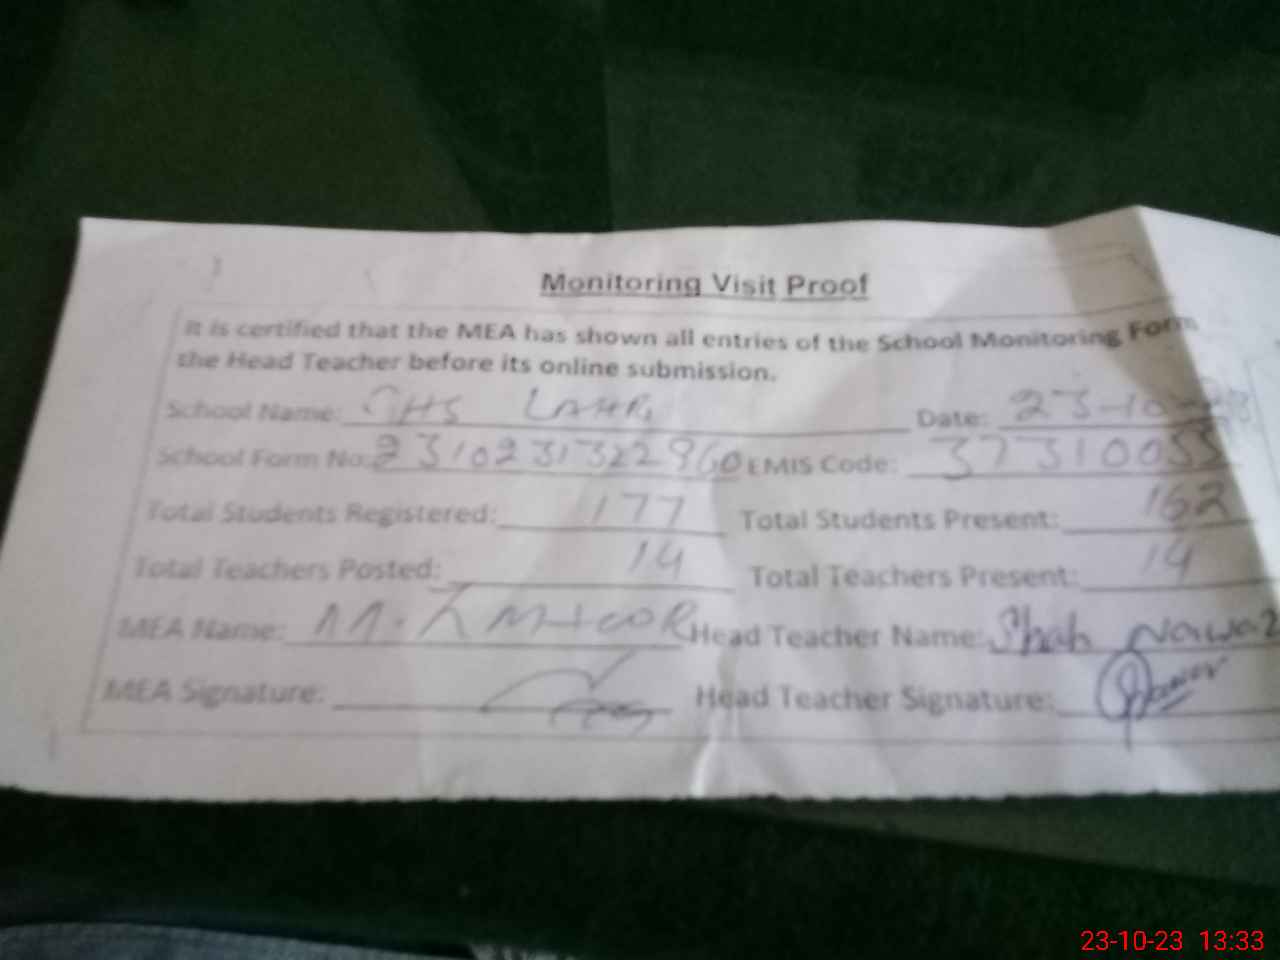 Monitoring Visit Proof
It is certified that the MEA has shown all entries of the School Monitoring Form
the Head Teacher before its online submission.
School Name: GHS Date: 23-10-23
School Form No: EMIS Code: 37310055
Total Students Registered: 177 Total Students Present: 162
Total Teachers Posted: 14 Total Teachers Present: 14
MEA Name: M. Head Teacher Name: Shah Nawaz
MEA Signature: Head Teacher Signature:
23-10-23 13:33